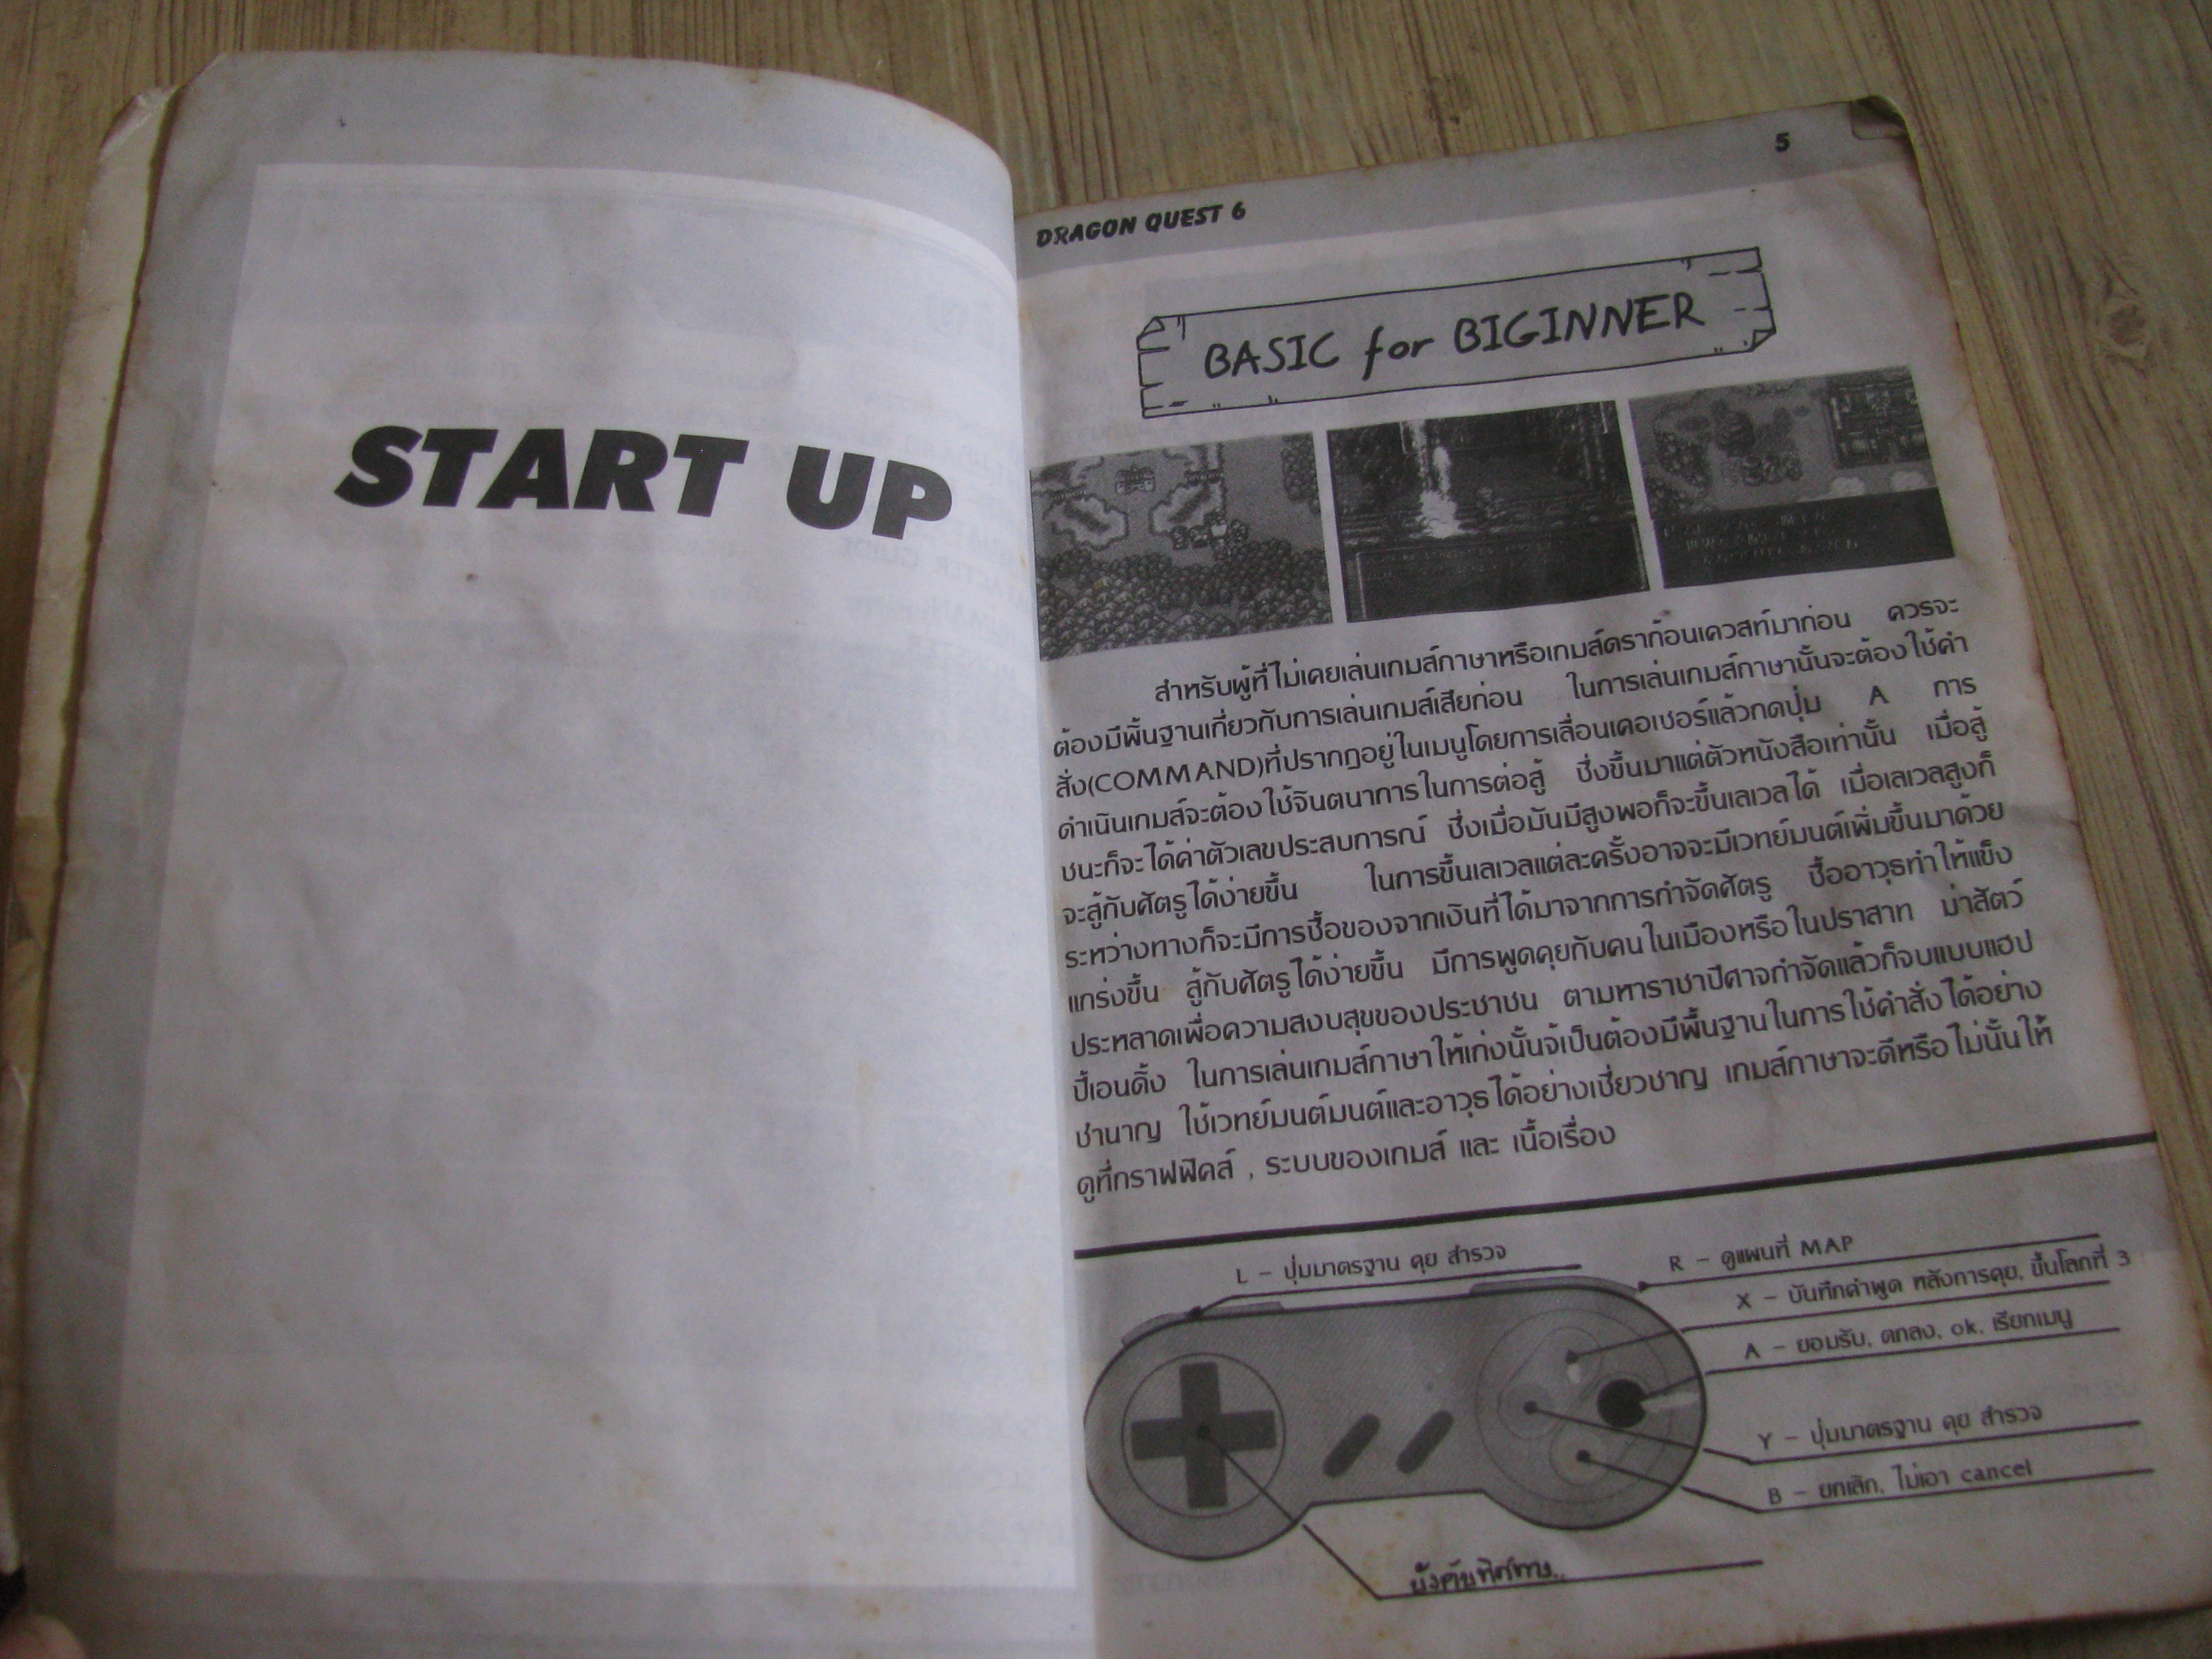 START UP
5
DRAGON QUEST 6
BASIC for BIGINNER
สำหรับผู้ที่ไม่เคยเล่นเกมส์ภาษาหรือเกมส์ดราก้อนเควสท์มาก่อน ควรจะ
ต้องมีพื้นฐานเกี่ยวกับการเล่นเกมส์เสียก่อน ในการเล่นเกมส์ภาษานั้นจะต้องใช้คำ
สั่ง(COMMAND)ที่ปรากฏอยู่ในเมนูโดยการเลื่อนเคอเซอร์แล้วกดปุ่ม A การ
ดำเนินเกมส์จะต้องใช้จินตนาการในการต่อสู้ ซึ่งขึ้นมาแต่ตัวหนังสือเท่านั้น เมื่อสู้
ชนะก็จะได้ค่าตัวเลขประสบการณ์ ซึ่งเมื่อมันมีสูงพอก็จะขึ้นเลเวลได้ เมื่อเลเวลสูงก็
จะสู้กับศัตรูได้ง่ายขึ้น ในการขึ้นเลเวลแต่ละครั้งอาจจะมีเวทย์มนต์เพิ่มขึ้นมาด้วย
ระหว่างทางก็จะมีการซื้อของจากเงินที่ได้มาจากการกำจัดศัตรู ซื้ออาวุธทำให้แข็ง
แกร่งขึ้น สู้กับศัตรูได้ง่ายขึ้น มีการพูดคุยกับคนในเมืองหรือในปราสาท ฆ่าสัตว์
ประหลาดเพื่อความสงบสุขของประชาชน ตามหาราชาปีศาจกำจัดแล้วก็จบแบบแฮป
ปี้เอนดิ้ง ในการเล่นเกมส์ภาษาให้เก่งนั้นจ้เป็นต้องมีพื้นฐานในการใช้คำสั่งได้อย่าง
ชำนาญ ใช้เวทย์มนต์มนต์และอาวุธได้อย่างเชี่ยวชาญ เกมส์ภาษาจะดีหรือไม่นั้นให้
ดูที่กราฟฟิคส์ , ระบบของเกมส์ และ เนื้อเรื่อง
L – ปุ่มมาตรฐาน คุย สำรวจ
R – ดูแผนที่ MAP
X – บันทึกคำพูด หลังการคุย, ขึ้นโลกที่ 3
A – ยอมรับ, ตกลง, ok, เรียกเมนู
Y – ปุ่มมาตรฐาน คุย สำรวจ
B – ยกเลิก, ไม่เอา cancel
บังคับทิศทาง..